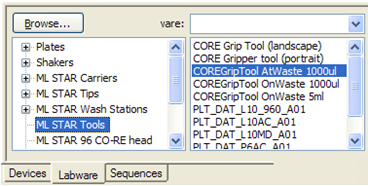 Browse... vare:
Plates
Shakers
ML STAR Carriers
ML STAR Tips
ML STAR Wash Stations
ML STAR Tools
ML STAR 96 CO-RE head
CORE Grip Tool (landscape)
CORE Gripper tool (portrait)
COREGripTool AtWaste 1000ul
COREGripTool OnWaste 1000ul
COREGripTool OnWaste 5ml
PLT_DAT_L10_960_A01
PLT_DAT_L10AC_A01
PLT_DAT_L10MD_A01
PLT_DAT_P6AC_A01
Devices Labware Sequences